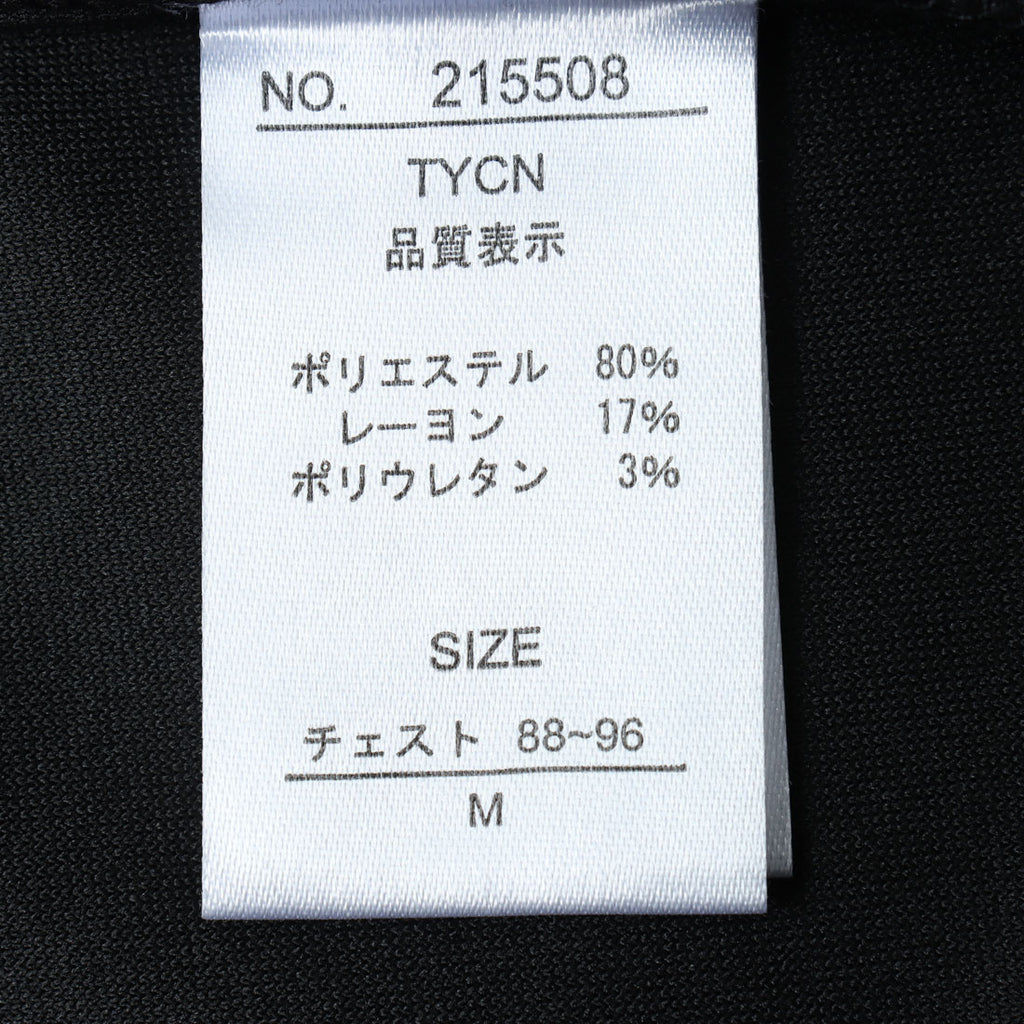 NO. 215508
TYCN
品質表示
ポリエステル 80%
レーヨン 17%
ポリウレタン 3%
SIZE
チェスト 88~96
M